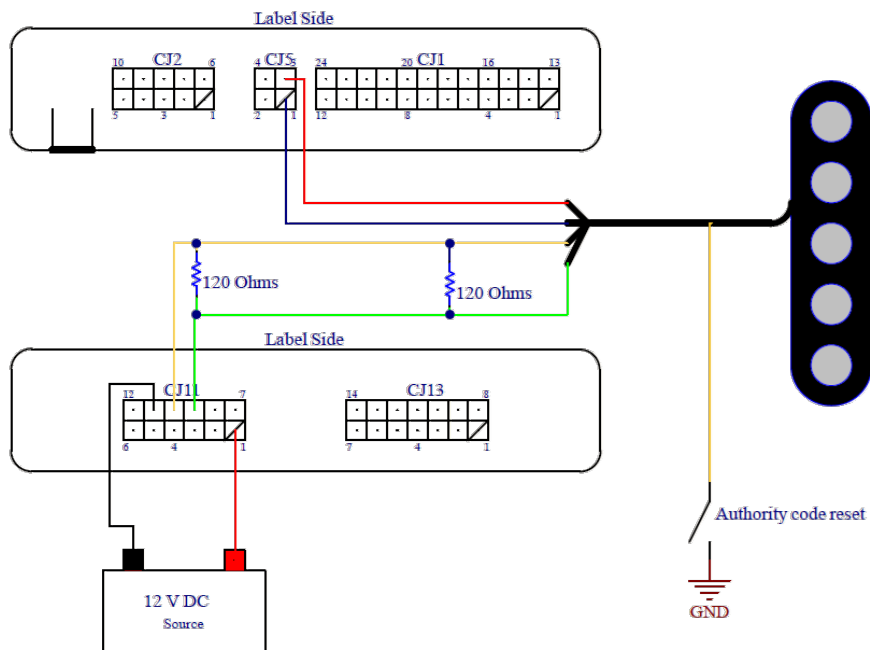 Label Side
10 CJ2 6
4 CJ5 3
24 20 CJ1 16 13
5 3 1
2 1
12 8 4 1
120 Ohms
120 Ohms
Label Side
12 CJ11 7
14 CJ13 8
6 4 1
7 4 1
Authority code reset
12 V DC
Source
GND